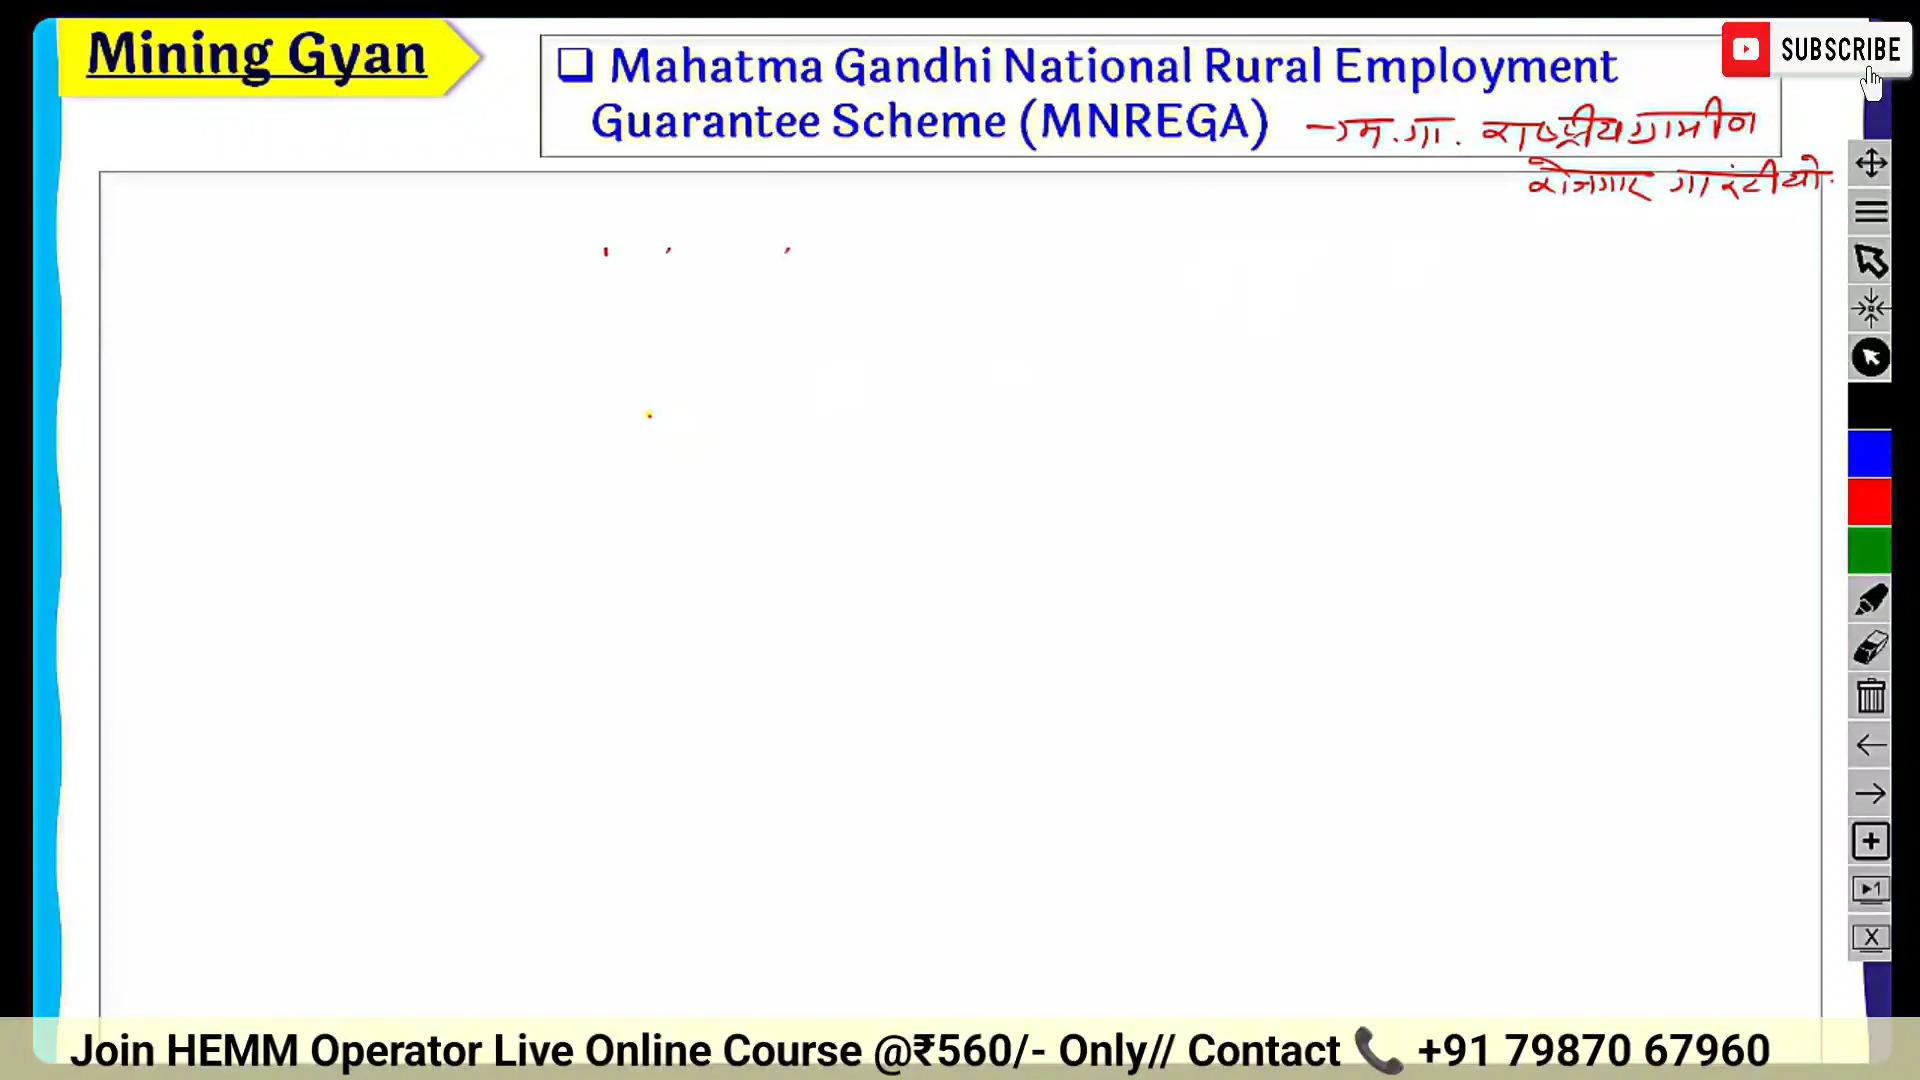 Mining Gyan
SUBSCRIBE
❑ Mahatma Gandhi National Rural Employment
Guarantee Scheme (MNREGA) – म.गा. राष्ट्रीय ग्रामीण
रोजगार गारंटी यो.
Join HEMM Operator Live Online Course @₹560/- Only// Contact 📞 +91 79870 67960